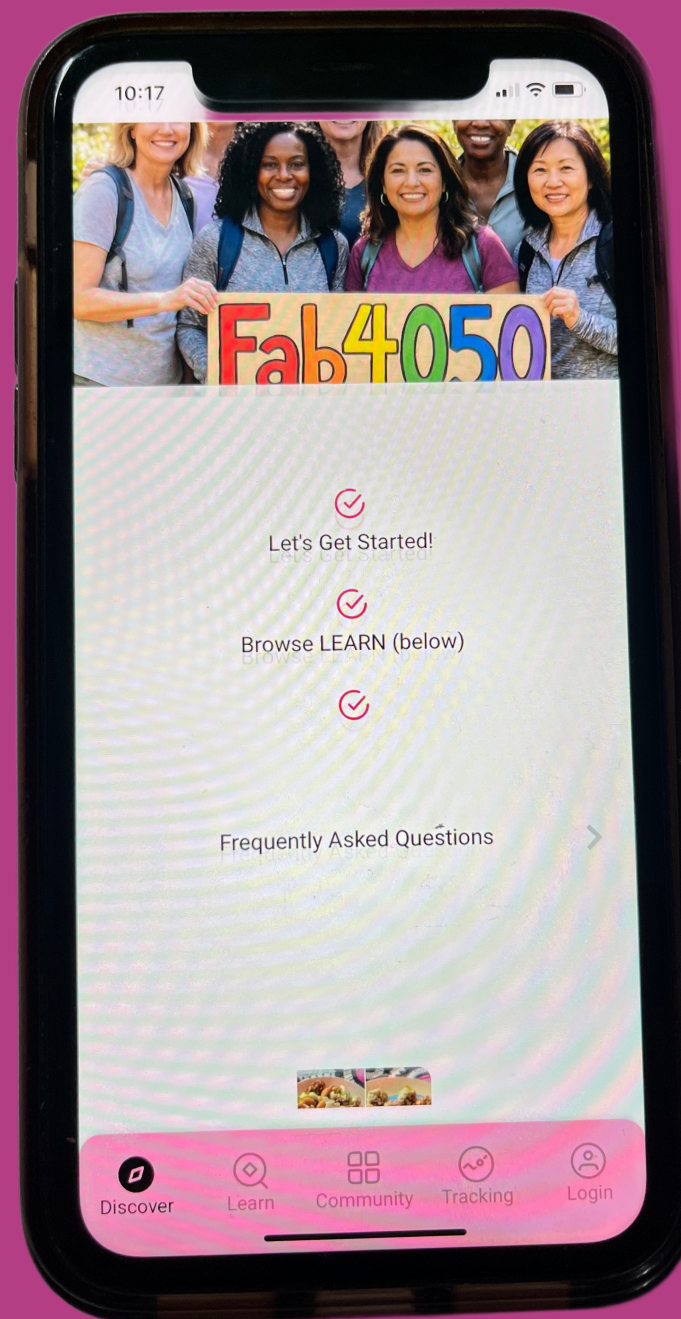 10:17
Fab4050
Let's Get Started!
Browse LEARN (below)
Frequently Asked Questions
Discover
Learn
Community
Tracking
Login